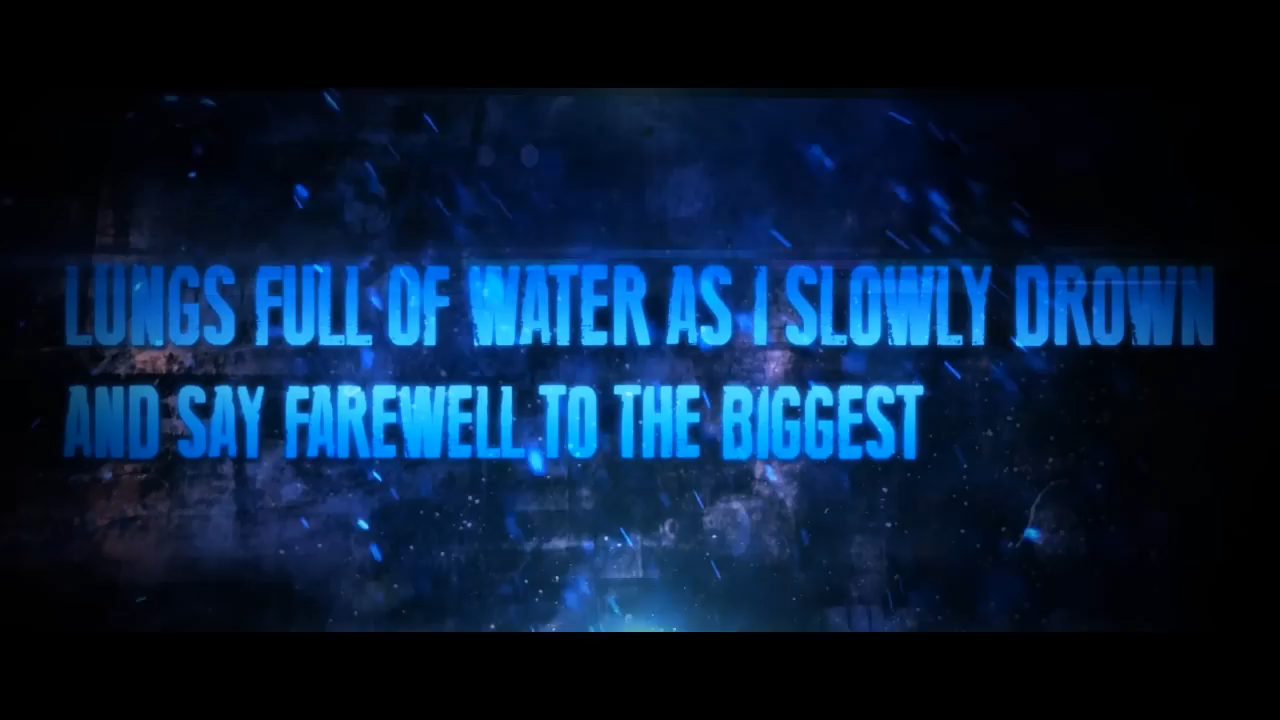 LUNGS FULL OF WATER AS I SLOWLY DROWN
AND SAY FAREWELL TO THE BIGGEST